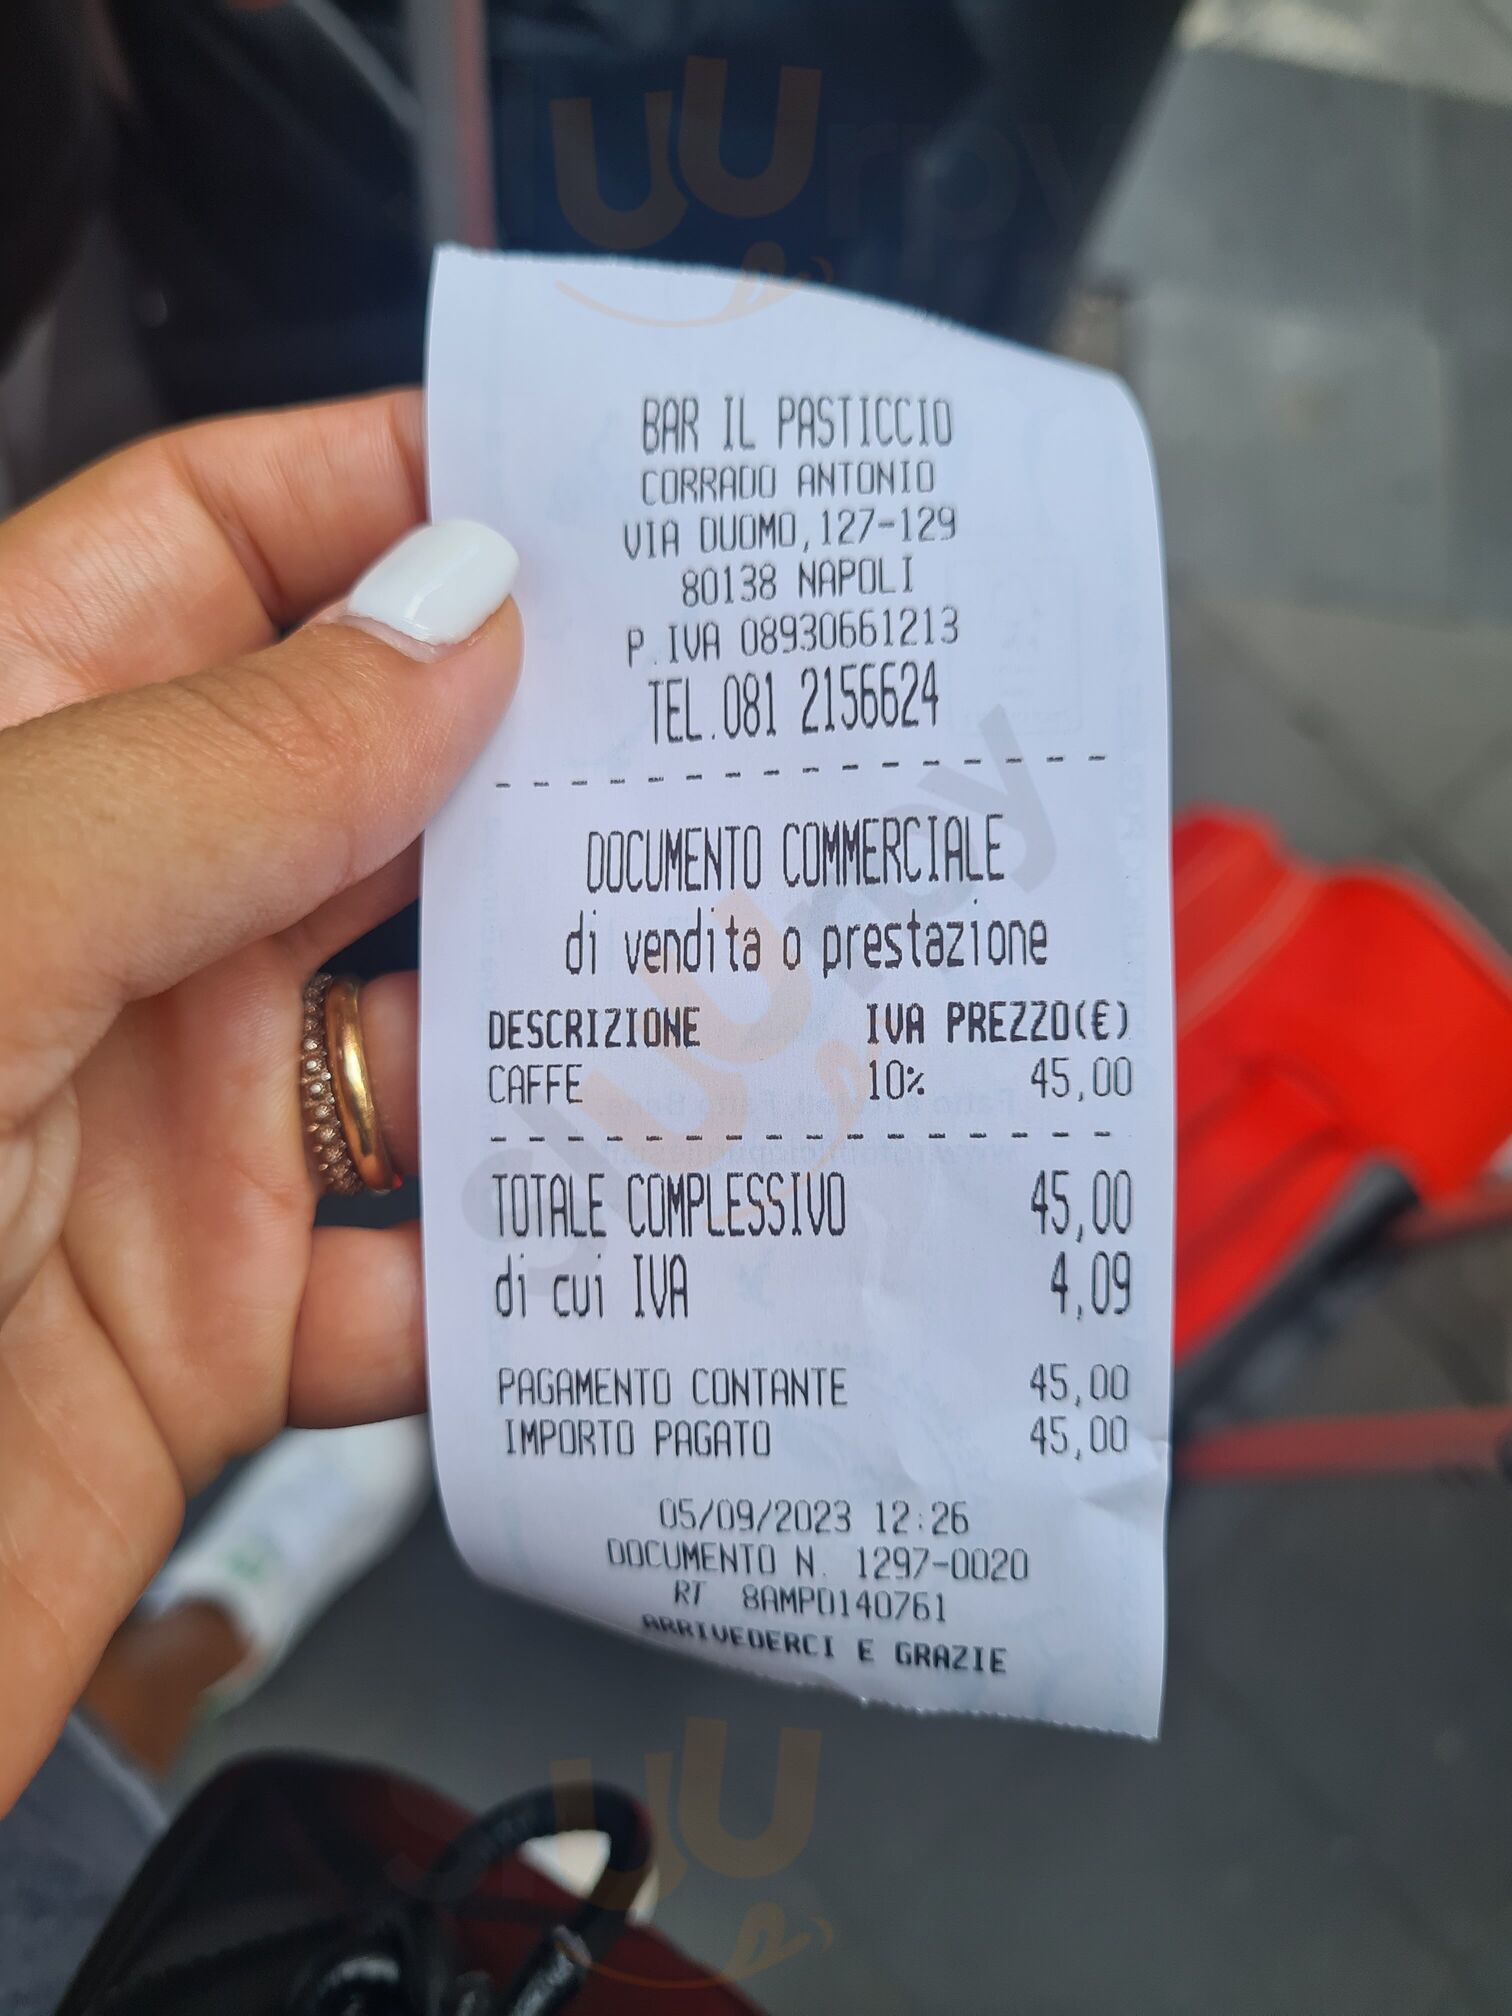 BAR IL PASTICCIO
CORRADO ANTONIO
VIA DUOMO,127-129
80138 NAPOLI
P.IVA 08930661213
TEL.081 2156624
DOCUMENTO COMMERCIALE
di vendita o prestazione
DESCRIZIONE IVA PREZZO(€)
CAFFE 10% 45,00
TOTALE COMPLESSIVO 45,00
di cui IVA 4,09
PAGAMENTO CONTANTE 45,00
IMPORTO PAGATO 45,00
05/09/2023 12:26
DOCUMENTO N. 1297-0020
RT 8AMPD140761
ARRIVEDERCI E GRAZIE
sluurpy